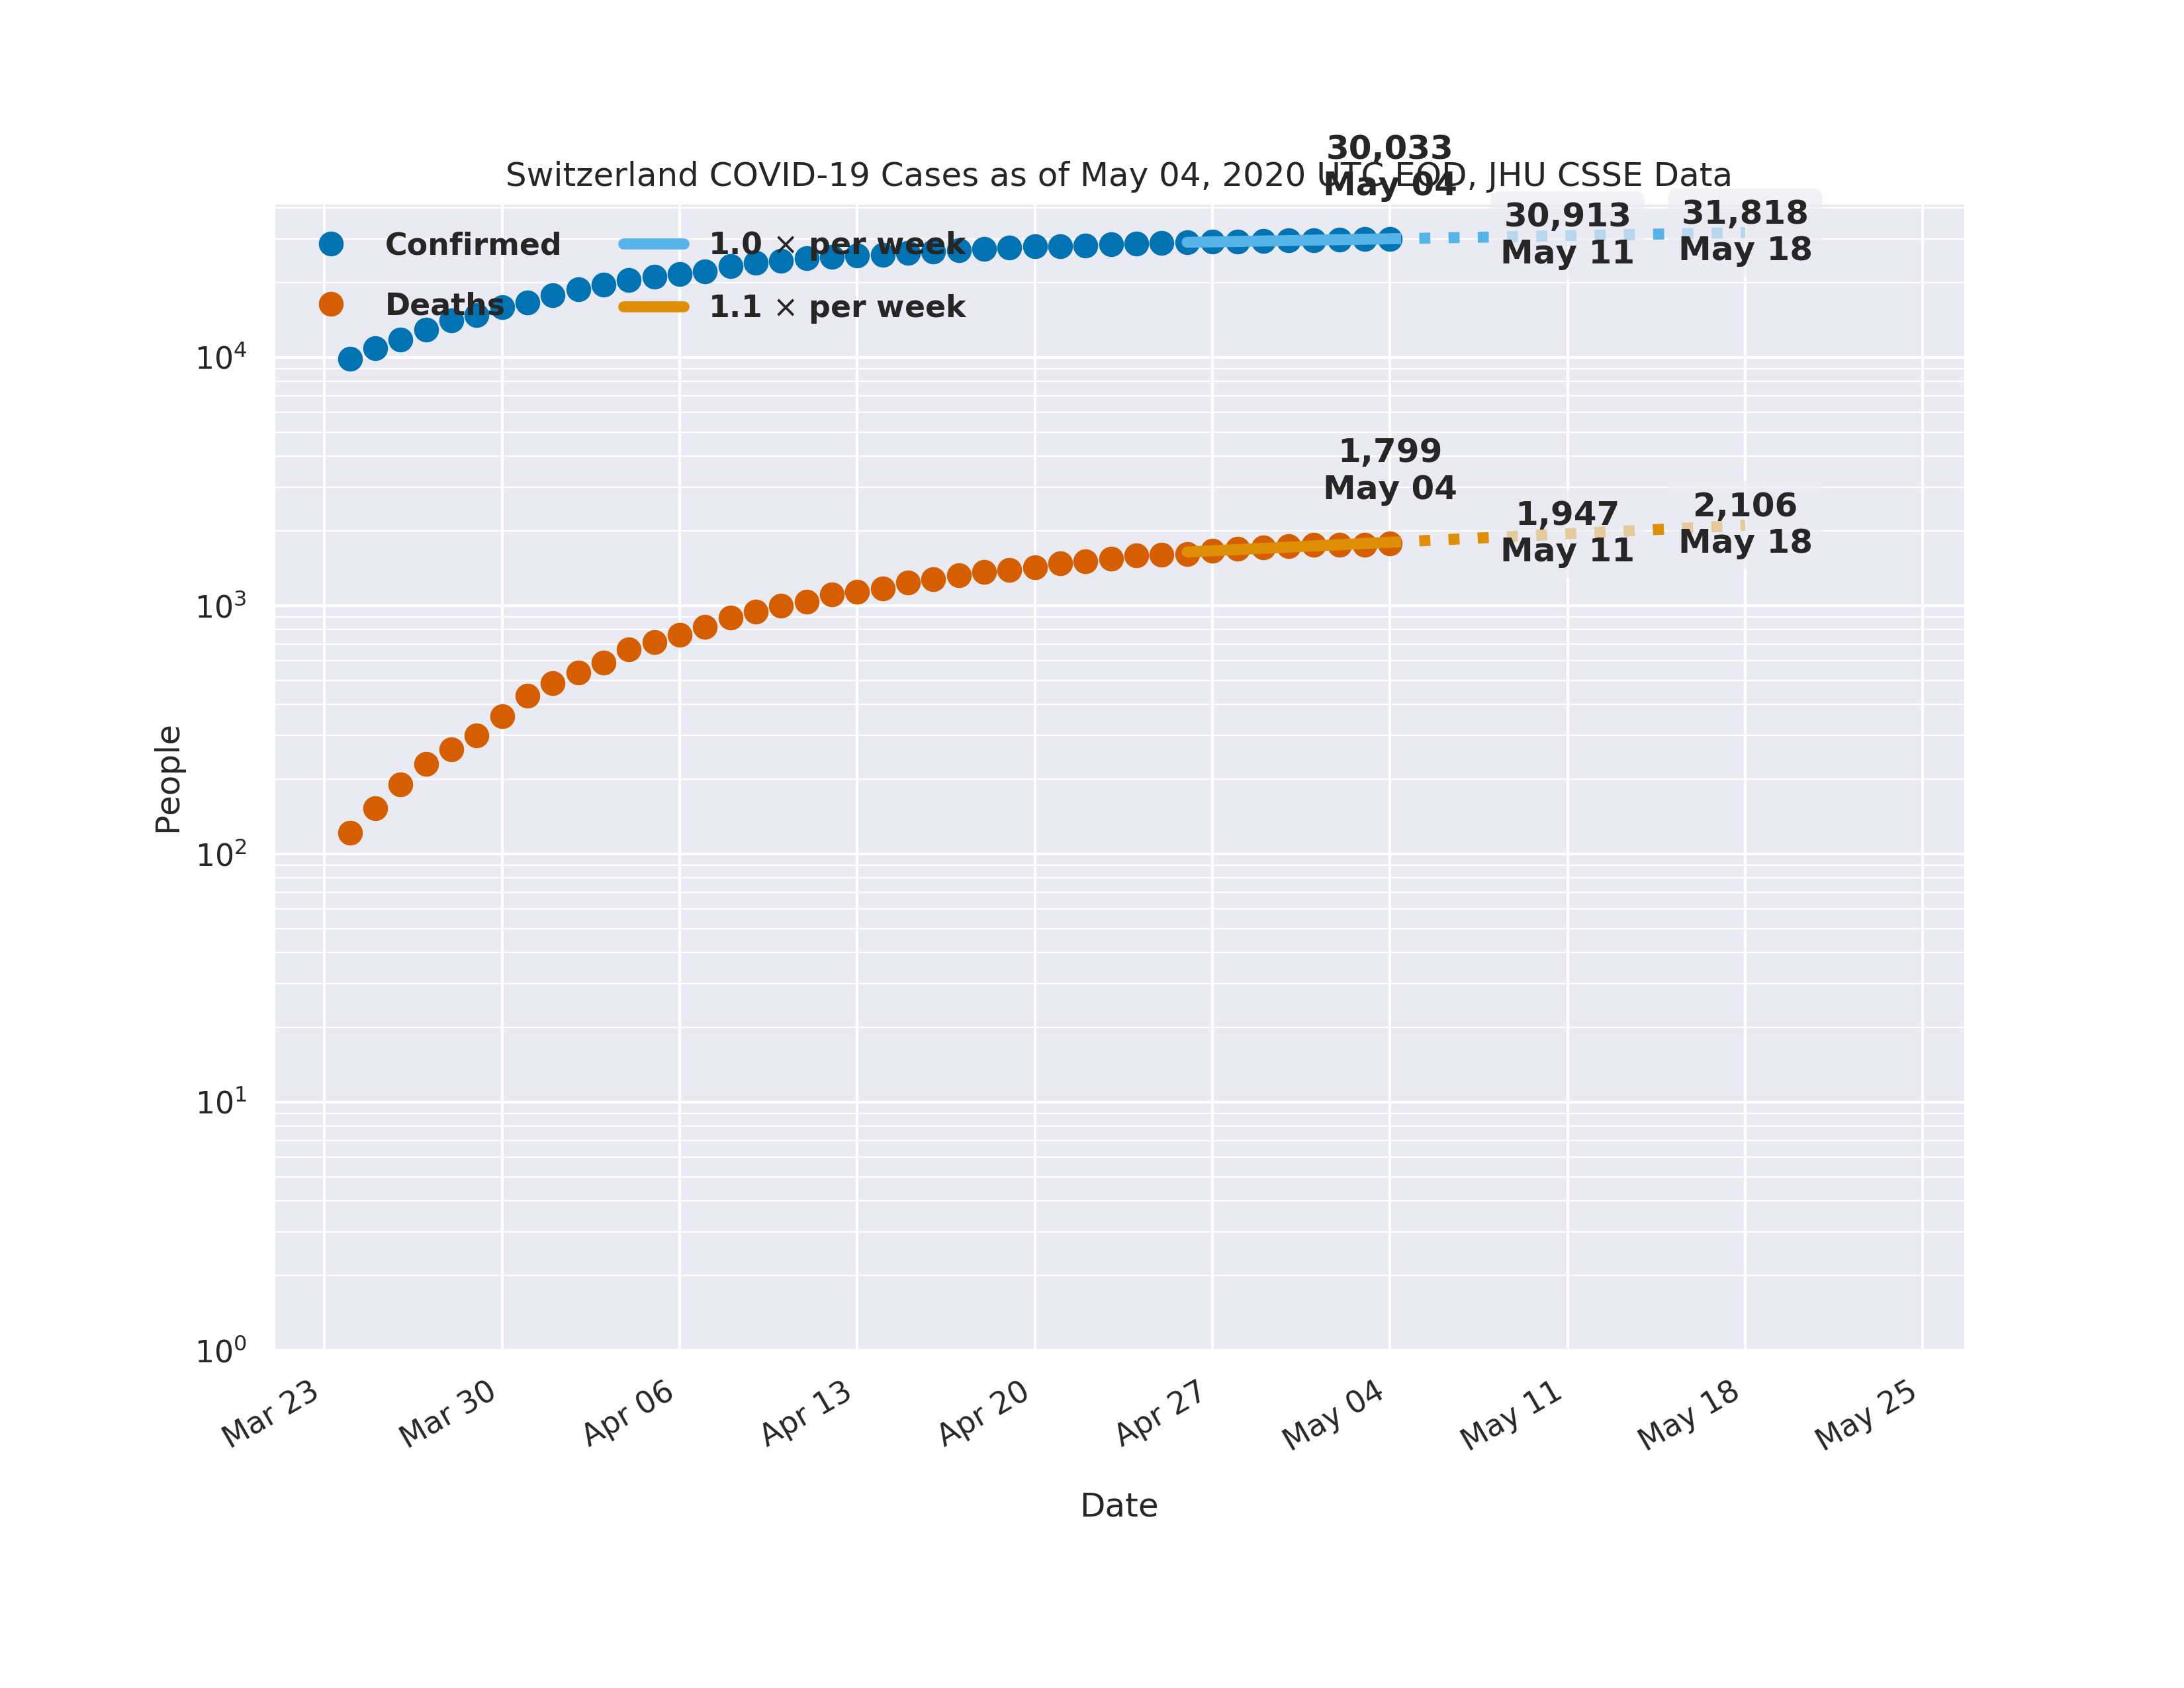 30,033
May 04
Switzerland COVID-19 Cases as of May 04, 2020 UTC EOD, JHU CSSE Data
30,913
May 11
31,818
May 18
Confirmed
Deaths
1.0 × per week
1.1 × per week
1,799
May 04
1,947
May 11
2,106
May 18
People
10⁴
10³
10²
10¹
10⁰
Mar 23
Mar 30
Apr 06
Apr 13
Apr 20
Apr 27
May 04
May 11
May 18
May 25
Date